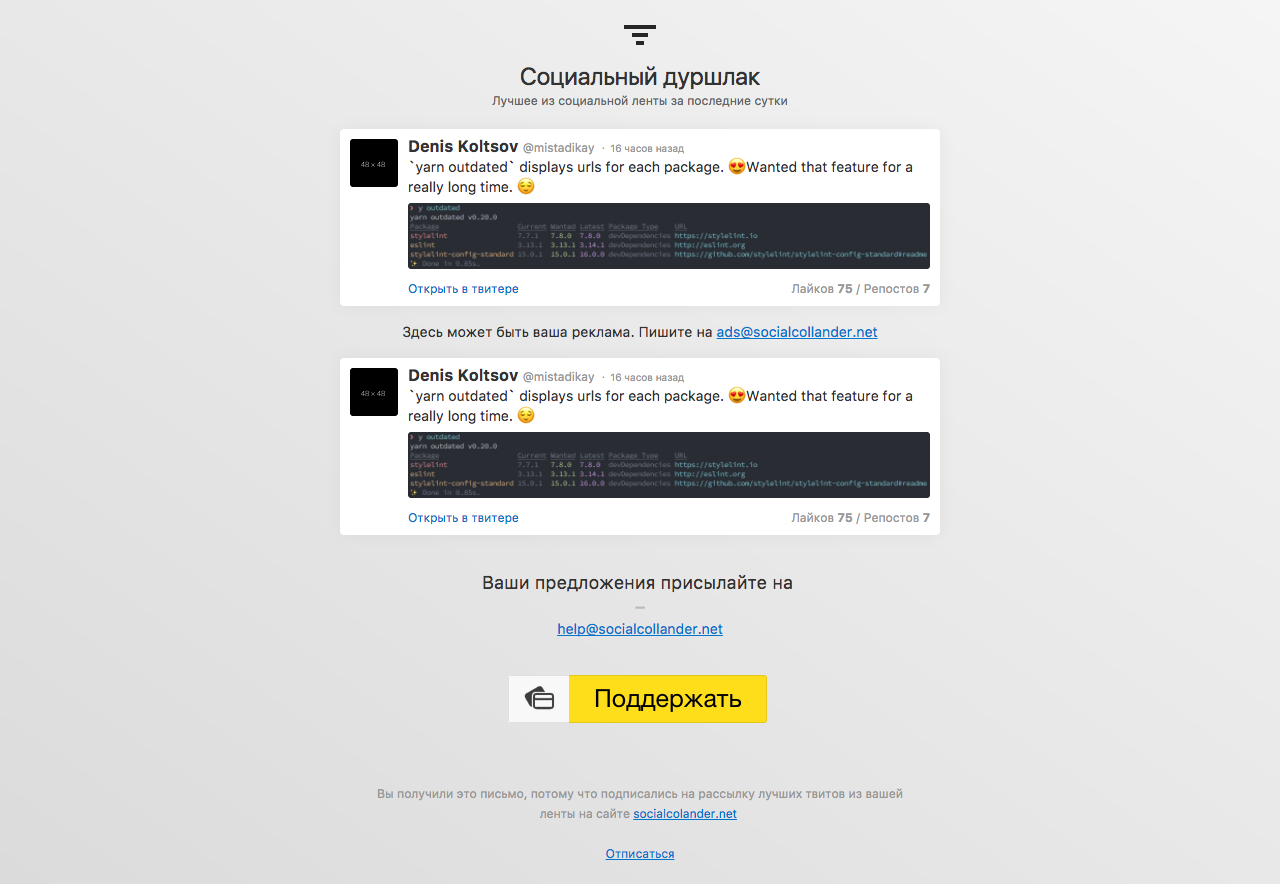 Социальный дуршлак
Лучшее из социальной ленты за последние сутки
48 × 48
Denis Koltsov @mistadikay · 16 часов назад
`yarn outdated` displays urls for each package. 😍Wanted that feature for a
really long time. 😌
❯ y outdated
yarn outdated v0.20.0
Package Current Wanted Latest Package Type URL
stylelint 7.7.1 7.8.0 7.8.0 devDependencies https://stylelint.io
eslint 3.13.1 3.13.1 3.14.1 devDependencies http://eslint.org
stylelint-config-standard 15.0.1 15.0.1 16.0.0 devDependencies https://github.com/stylelint/stylelint-config-standard#readme
✨ Done in 0.85s.
Открыть в твитере Лайков 75 / Репостов 7
Здесь может быть ваша реклама. Пишите на ads@socialcollander.net
48 × 48
Denis Koltsov @mistadikay · 16 часов назад
`yarn outdated` displays urls for each package. 😍Wanted that feature for a
really long time. 😌
❯ y outdated
yarn outdated v0.20.0
Package Current Wanted Latest Package Type URL
stylelint 7.7.1 7.8.0 7.8.0 devDependencies https://stylelint.io
eslint 3.13.1 3.13.1 3.14.1 devDependencies http://eslint.org
stylelint-config-standard 15.0.1 15.0.1 16.0.0 devDependencies https://github.com/stylelint/stylelint-config-standard#readme
✨ Done in 0.85s.
Открыть в твитере Лайков 75 / Репостов 7
Ваши предложения присылайте на
—
help@socialcollander.net
Поддержать
Вы получили это письмо, потому что подписались на рассылку лучших твитов из вашей
ленты на сайте socialcolander.net
Отписаться